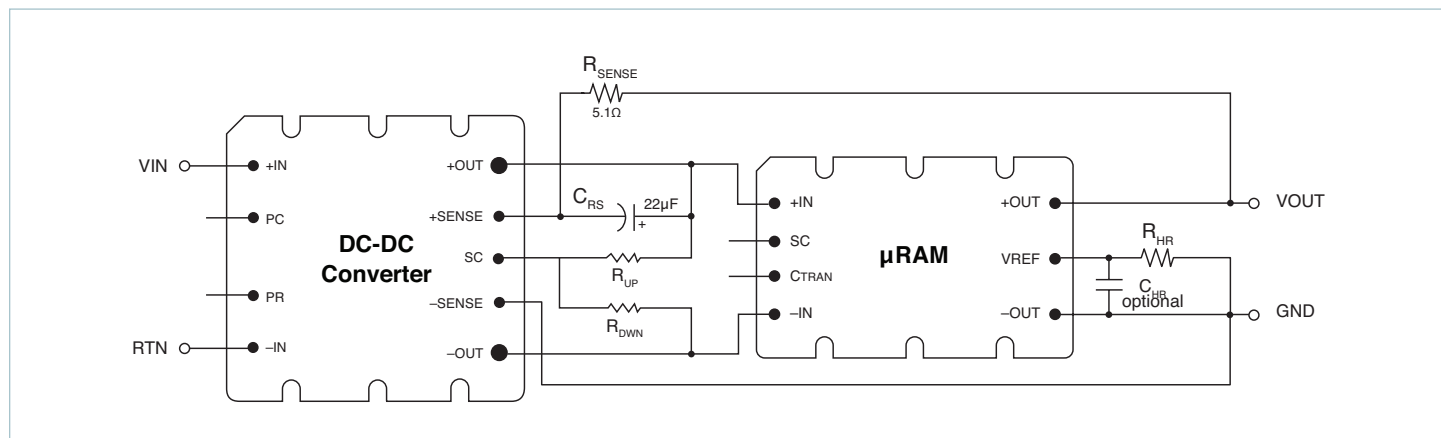 RSENSE
5.1Ω
VIN
+IN
PC
PR
RTN
–IN
DC-DC
Converter
+OUT
+SENSE
SC
–SENSE
–OUT
CRS
22µF
+
RUP
RDWN
+IN
SC
CTRAN
–IN
µRAM
+OUT
VREF
–OUT
RHR
CHR
optional
VOUT
GND